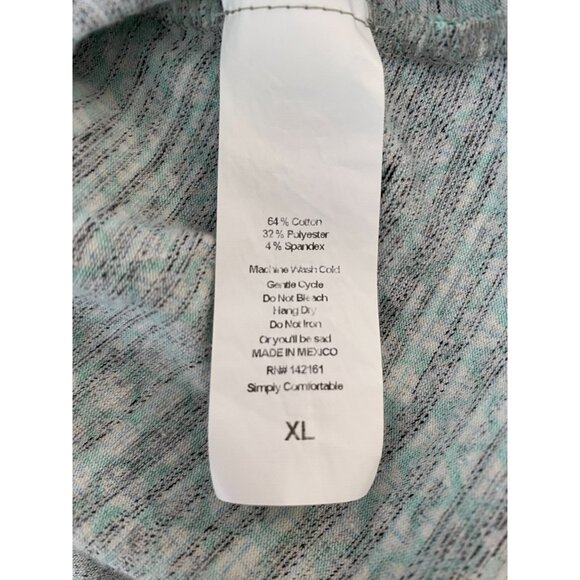 64% Cotton
32% Polyester
4% Spandex
Machine Wash Cold
Gentle Cycle
Do Not Bleach
Hang Dry
Do Not Iron
Or you'll be sad
MADE IN MEXICO
RN# 142161
Simply Comfortable
XL